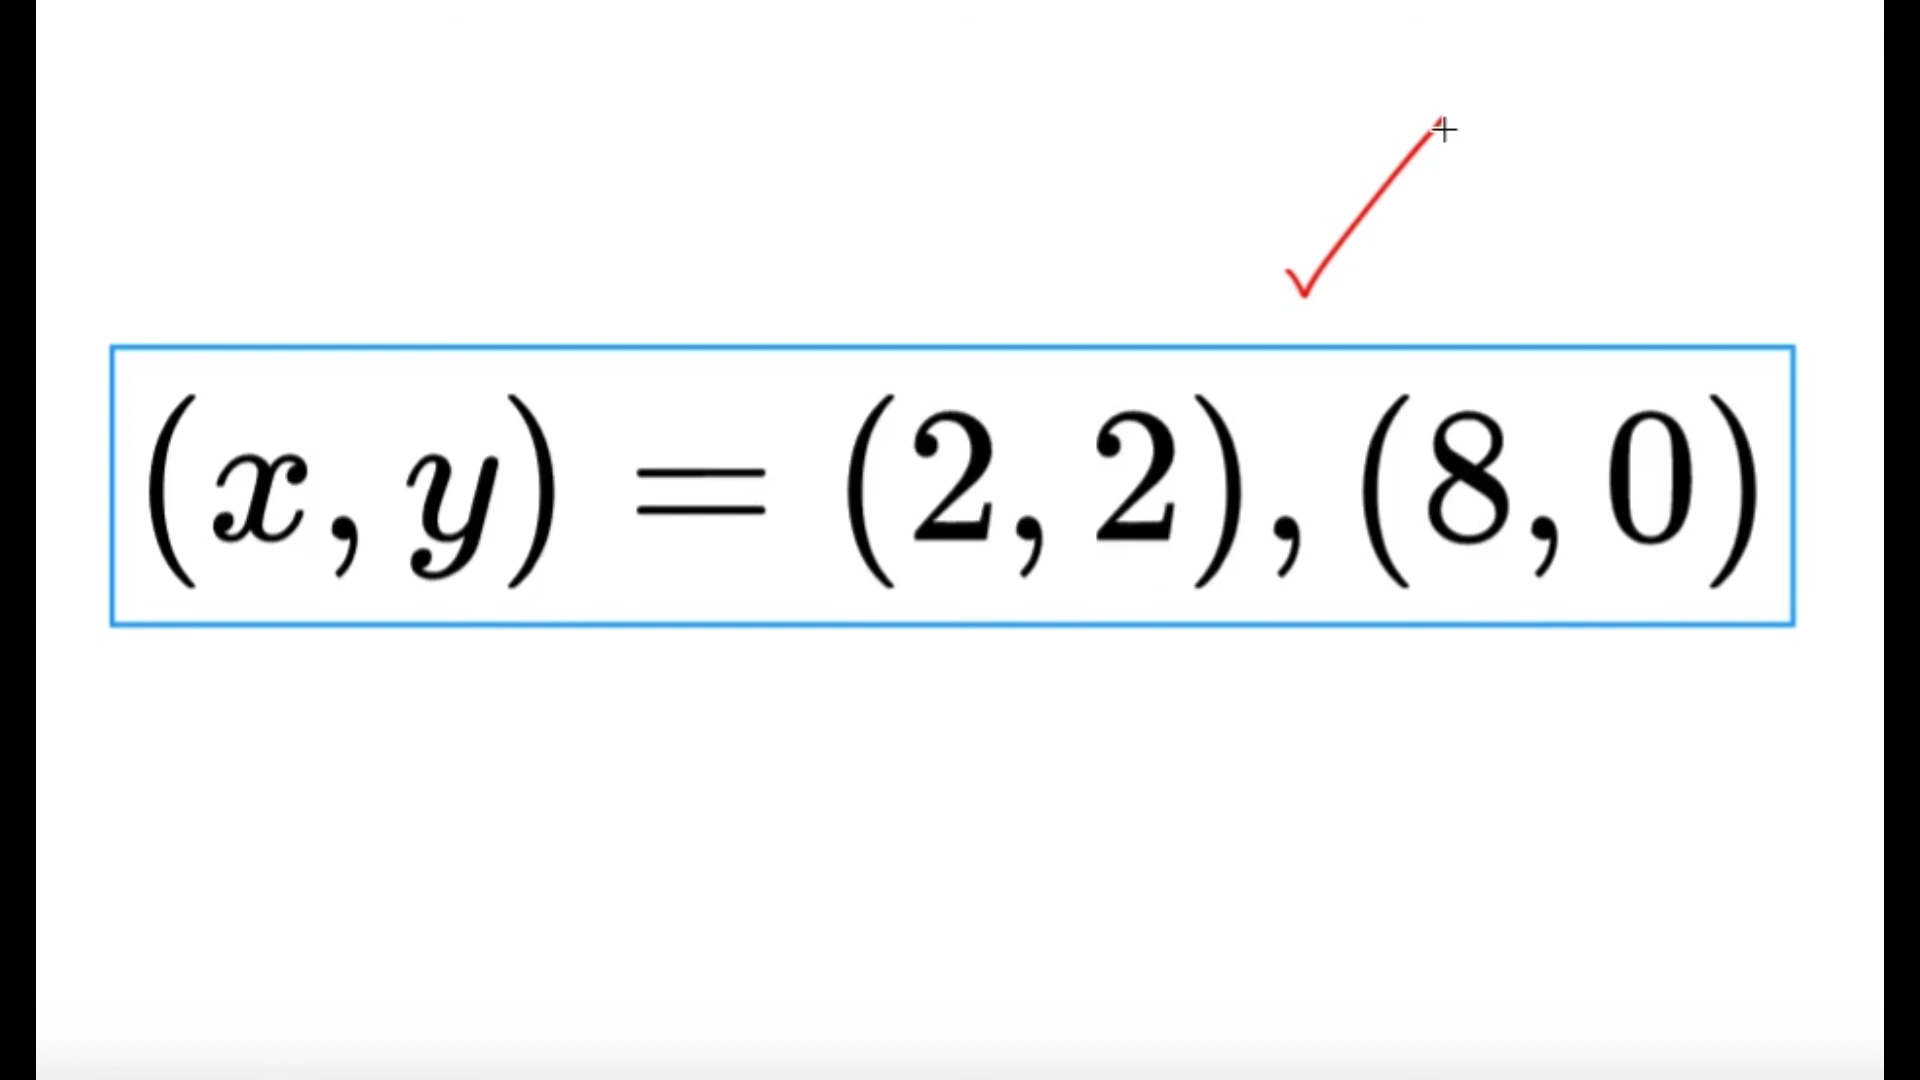 (x, y) = (2, 2), (8, 0)